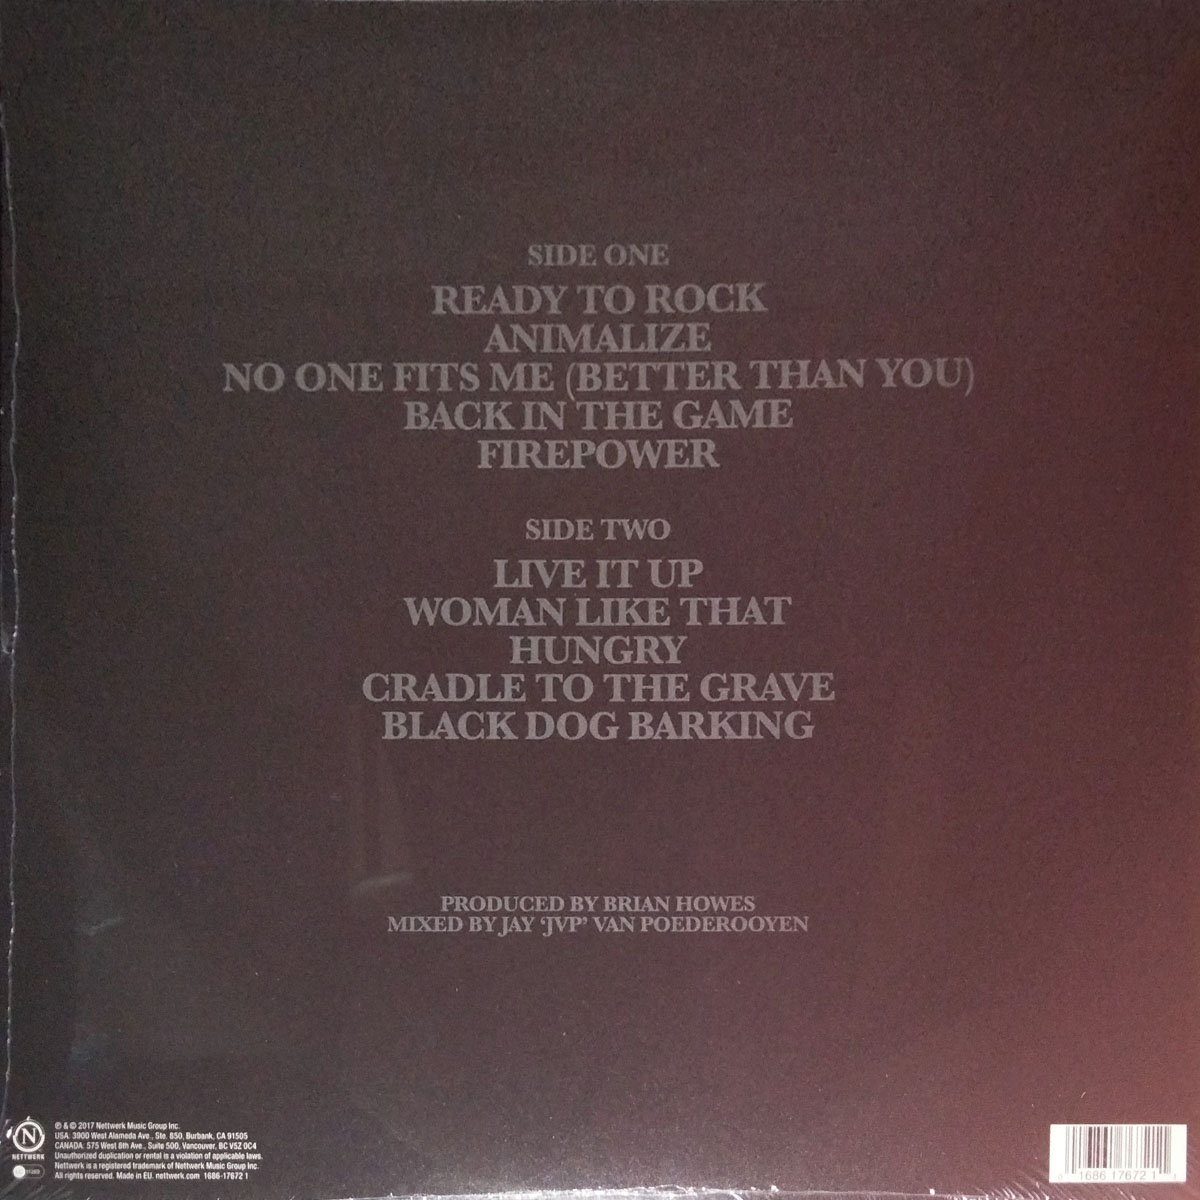 SIDE ONE
READY TO ROCK
ANIMALIZE
NO ONE FITS ME (BETTER THAN YOU)
BACK IN THE GAME
FIREPOWER
SIDE TWO
LIVE IT UP
WOMAN LIKE THAT
HUNGRY
CRADLE TO THE GRAVE
BLACK DOG BARKING
PRODUCED BY BRIAN HOWES
MIXED BY JAY ‘JVP’ VAN POEDEROOYEN
N
NETTWERK
℗ & © 2017 Nettwerk Music Group Inc.
USA: 3900 West Alameda Ave., Ste. 850, Burbank, CA 91505
CANADA: 575 West 8th Ave., Suite 500, Vancouver, BC V5Z 0C4
Unauthorized duplication or rental is a violation of applicable laws.
Nettwerk is a registered trademark of Nettwerk Music Group Inc.
All rights reserved. Made in EU. nettwerk.com 1686-17672 1
1686 17672 1